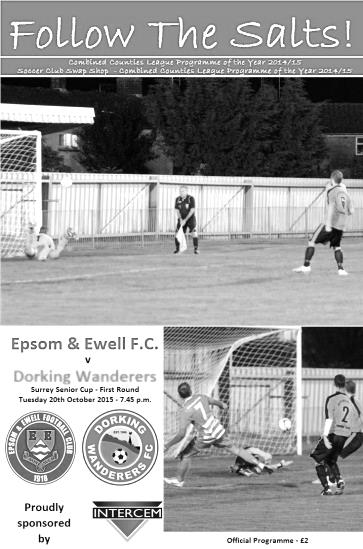 Follow The Salts!
Combined Counties League Programme of the Year 2014/15
Soccer Club Swap Shop - Combined Counties League Programme of the Year 2014/15
Epsom & Ewell F.C.
v
Dorking Wanderers
Surrey Senior Cup - First Round
Tuesday 20th October 2015 - 7.45 p.m.
EPSOM & EWELL FOOTBALL CLUB
E E
1918
DORKING
WANDERERS FC
Proudly
sponsored
by
INTERCEM
7
2
Official Programme - £2